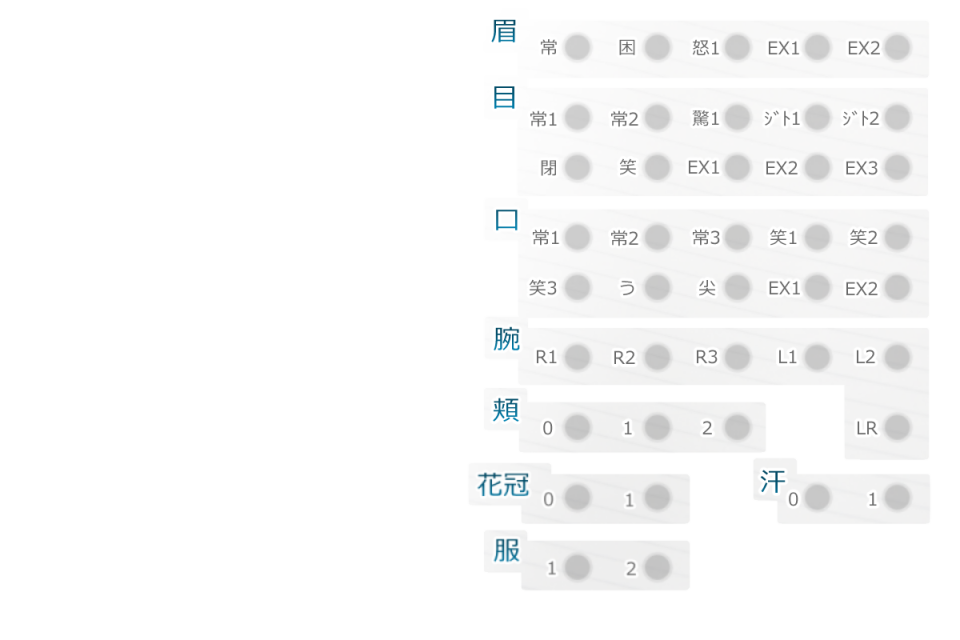 眉
常 困 怒1 EX1 EX2
目
常1 常2 驚1 ｼﾞﾄ1 ｼﾞﾄ2
閉 笑 EX1 EX2 EX3
口
常1 常2 常3 笑1 笑2
笑3 う 尖 EX1 EX2
腕
R1 R2 R3 L1 L2
LR
頬
0 1 2
花冠
0 1
汗
0 1
服
1 2